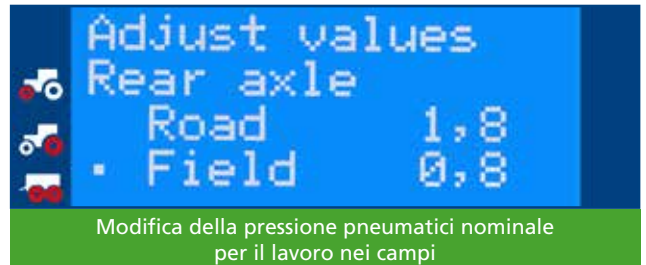 Adjust values
Rear axle
Road 1,8
· Field 0,8
Modifica della pressione pneumatici nominale
per il lavoro nei campi